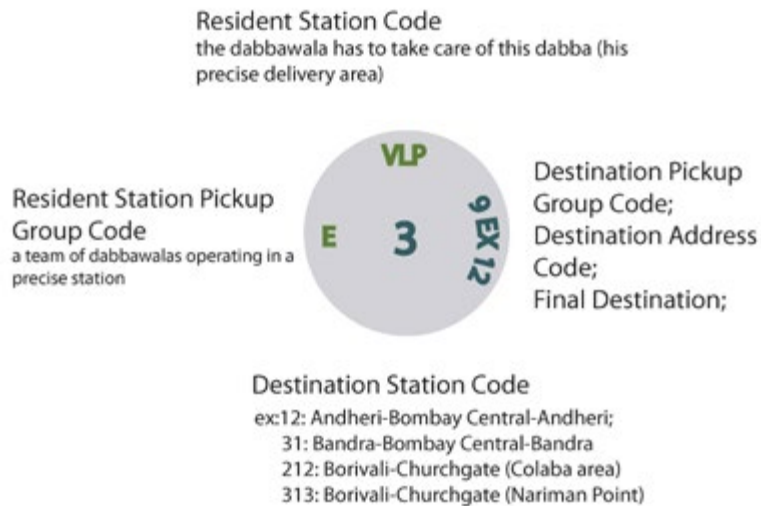 Resident Station Code
the dabbawala has to take care of this dabba (his
precise delivery area)
VLP
Resident Station Pickup
Group Code
a team of dabbawalas operating in a
precise station
E
3
9 EX 12
Destination Pickup
Group Code;
Destination Address
Code;
Final Destination;
Destination Station Code
ex:12: Andheri-Bombay Central-Andheri;
31: Bandra-Bombay Central-Bandra
212: Borivali-Churchgate (Colaba area)
313: Borivali-Churchgate (Nariman Point)